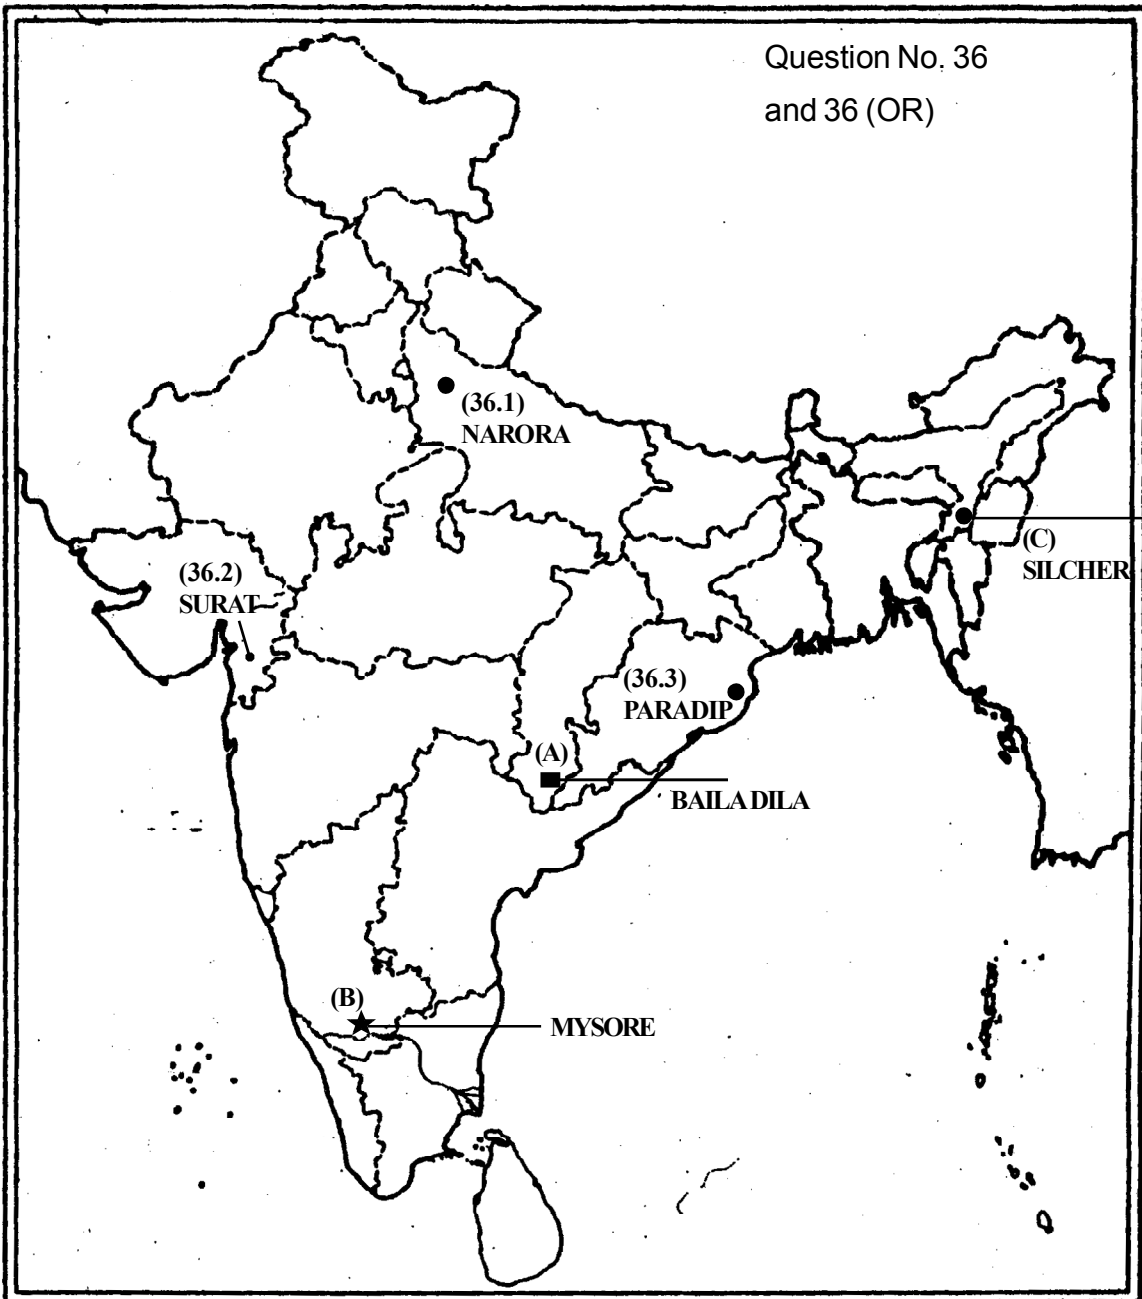 Question No. 36
and 36 (OR)
(36.1)
NARORA
(C)
SILCHER
(36.2)
SURAT
(36.3)
PARADIP
(A)
BAILA DILA
(B)
MYSORE